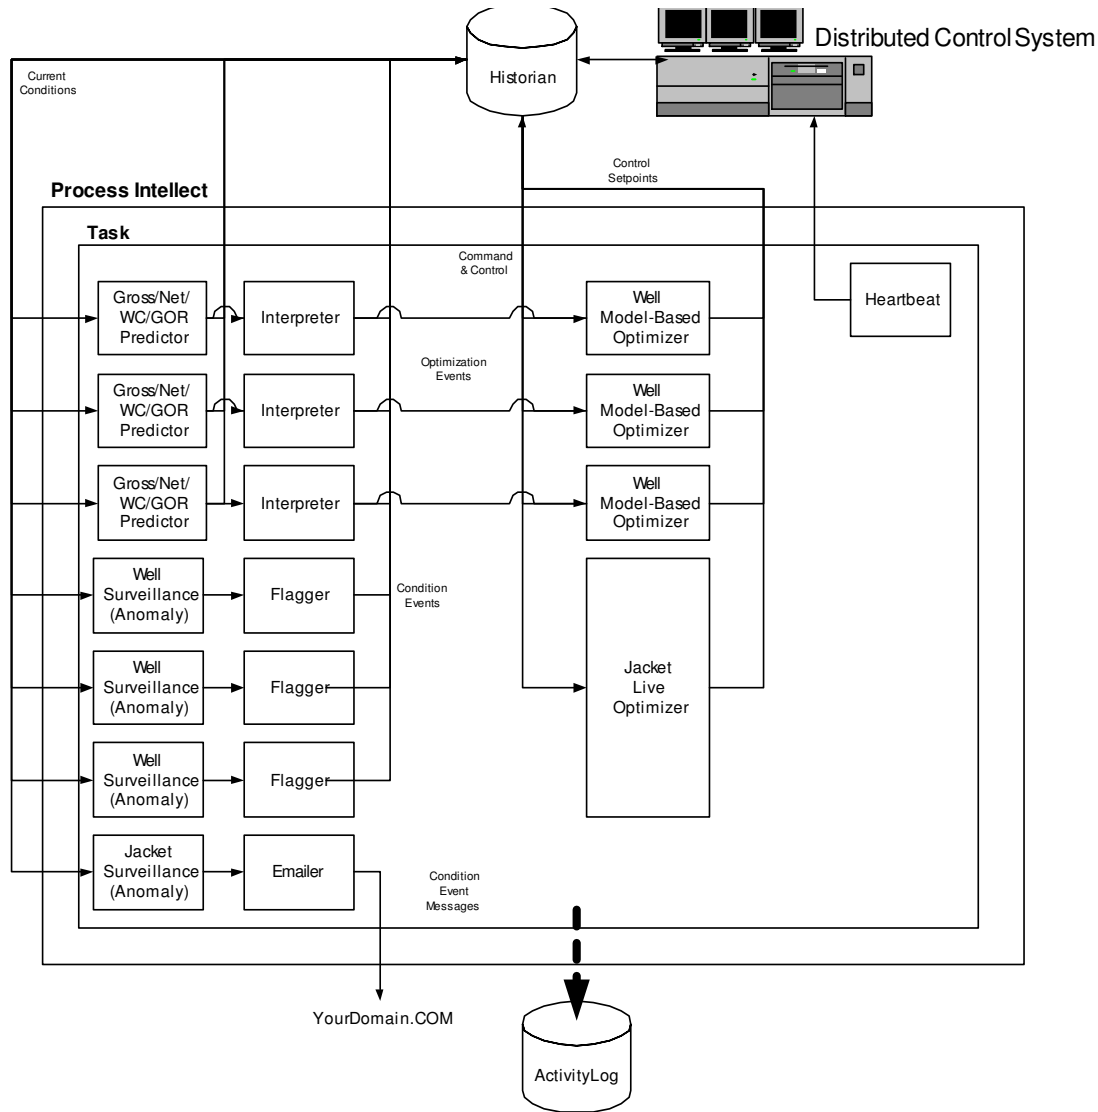 Distributed Control System
Historian
Current
Conditions
Control
Setpoints
Process Intellect
Task
Command
& Control
Gross/Net/
WC/GOR
Predictor
Interpreter
Well
Model-Based
Optimizer
Heartbeat
Optimization
Events
Gross/Net/
WC/GOR
Predictor
Interpreter
Well
Model-Based
Optimizer
Gross/Net/
WC/GOR
Predictor
Interpreter
Well
Model-Based
Optimizer
Well
Surveillance
(Anomaly)
Flagger
Condition
Events
Well
Surveillance
(Anomaly)
Flagger
Jacket
Live
Optimizer
Well
Surveillance
(Anomaly)
Flagger
Jacket
Surveillance
(Anomaly)
Emailer
Condition
Event
Messages
YourDomain.COM
ActivityLog